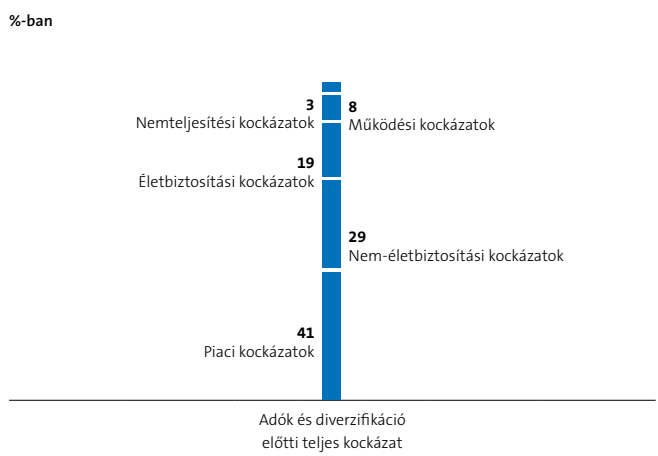 %-ban
3
Nemteljesítési kockázatok
8
Működési kockázatok
19
Életbiztosítási kockázatok
29
Nem-életbiztosítási kockázatok
41
Piaci kockázatok
Adók és diverzifikáció
előtti teljes kockázat